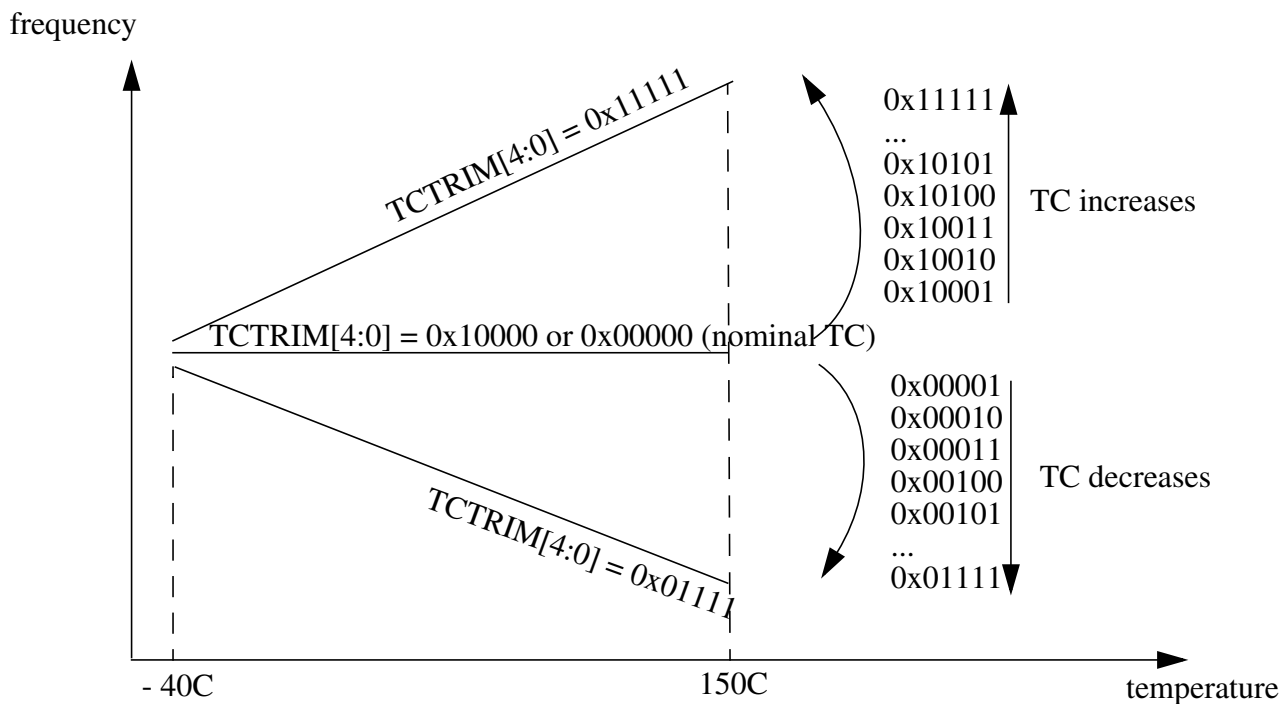 frequency
TCTRIM[4:0] = 0x11111
0x11111
...
0x10101
0x10100
0x10011
0x10010
0x10001
TC increases
TCTRIM[4:0] = 0x10000 or 0x00000 (nominal TC)
0x00001
0x00010
0x00011
0x00100
0x00101
...
0x01111
TC decreases
TCTRIM[4:0] = 0x01111
- 40C
150C
temperature